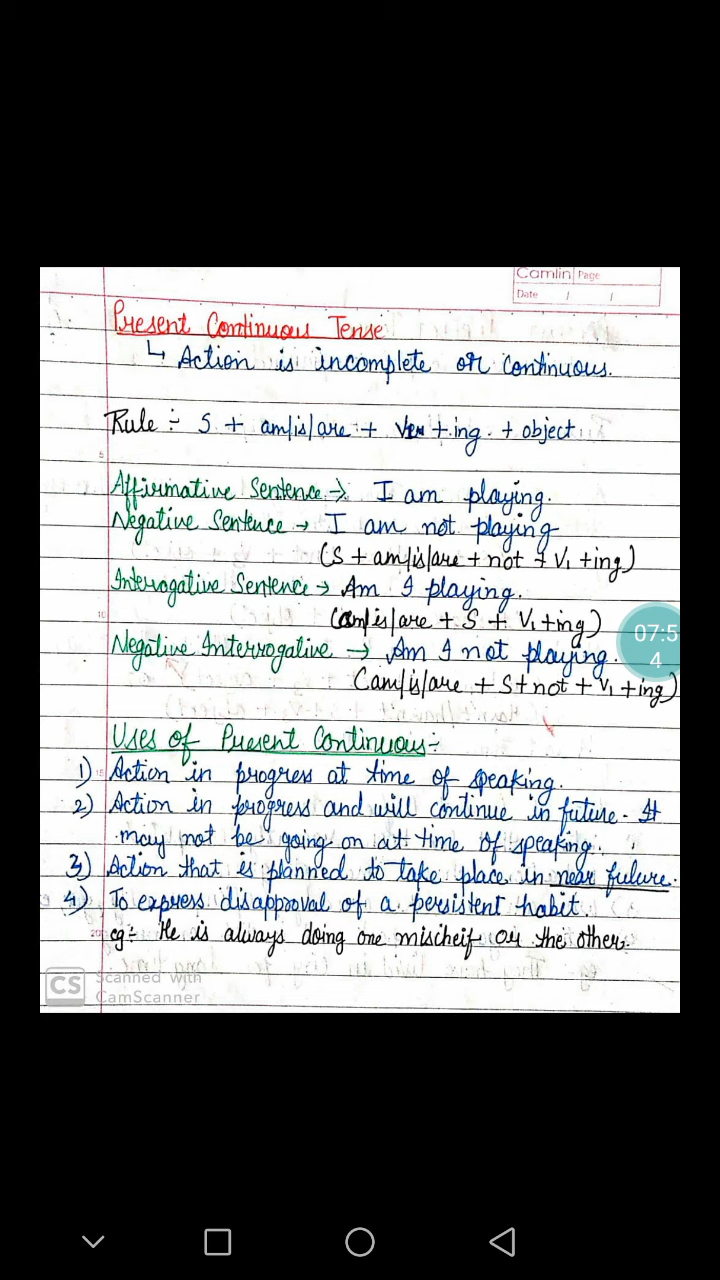 Camlin Page
Date / /
Present Continuous Tense
↳ Action is incomplete or continuous.
Rule ÷ S + am/is/are + V + ing. + object
Affirmative Sentence → I am playing.
Negative Sentence → I am not playing
(S + am/is/are + not + V1 + ing)
Interrogative Sentence → Am I playing.
(am/is/are + S + V1 + ing)
07:5
4
Negative Interrogative → Am I not playing.
(am/is/are + S + not + V1 + ing)
Uses of Present Continuous :-
1) Action in progress at time of speaking.
2) Action in progress and will continue in future. It
may not be going on at time of speaking.
3) Action that is planned to take place in near future.
4) To express disapproval of a persistent habit.
eg:- He is always doing one mischeif or the other.
CS Scanned with
CamScanner